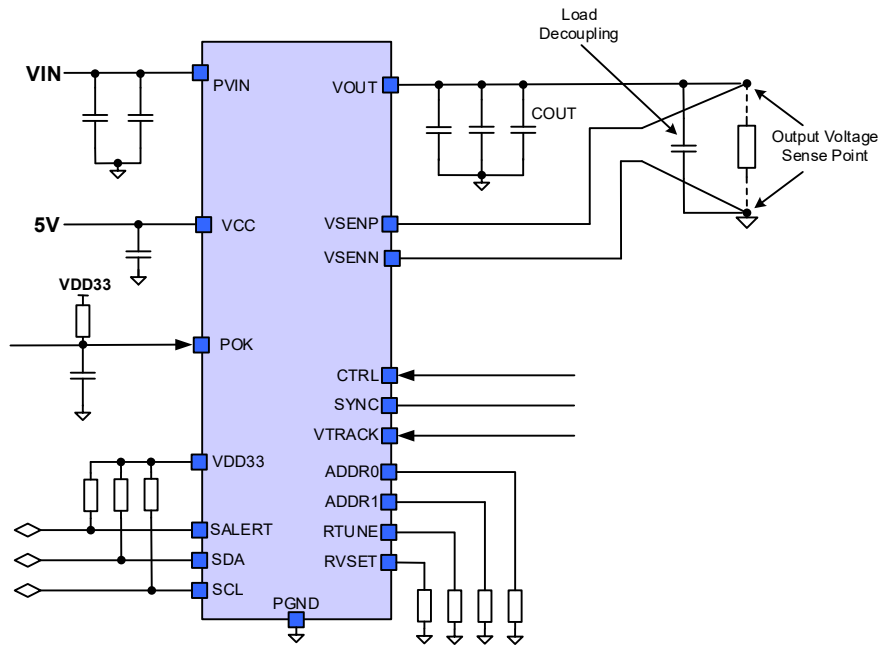 Load
Decoupling
VIN
PVIN
VOUT
COUT
Output Voltage
Sense Point
5V
VCC
VSENP
VSENN
VDD33
POK
CTRL
SYNC
VTRACK
VDD33
ADDR0
ADDR1
SALERT
RTUNE
SDA
RVSET
SCL
PGND